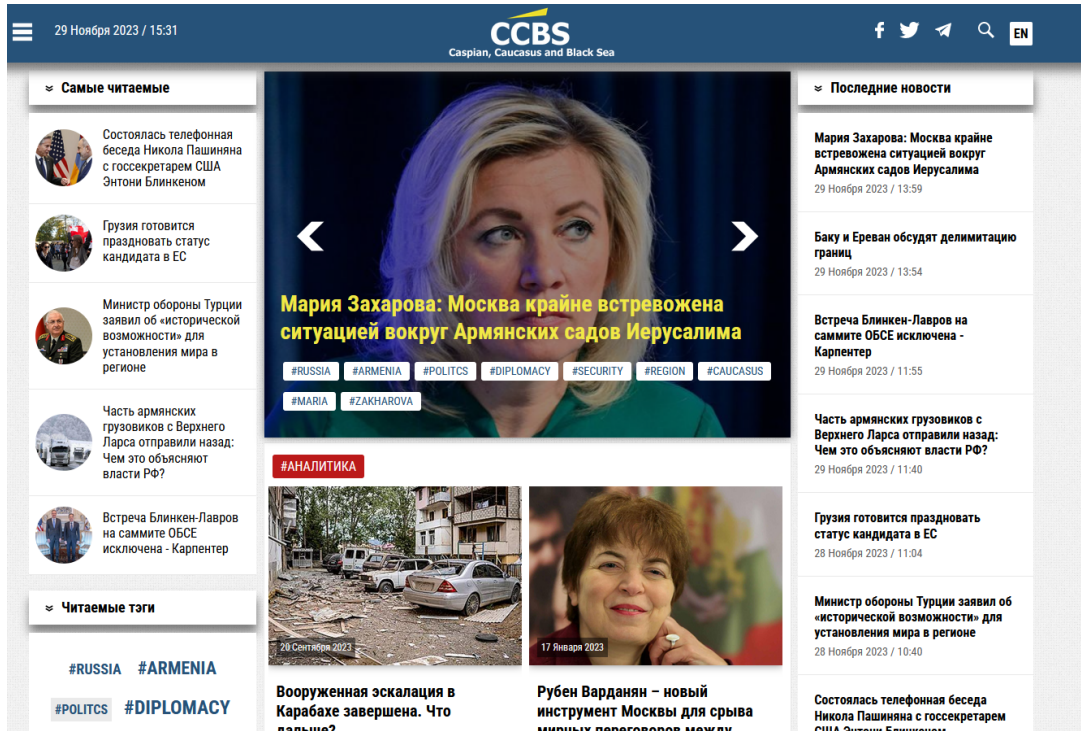 29 Ноября 2023 / 15:31
CCBS
Caspian, Caucasus and Black Sea
EN
Самые читаемые
Состоялась телефонная
беседа Никола Пашиняна
с госсекретарем США
Энтони Блинкеном
Грузия готовится
праздновать статус
кандидата в ЕС
Министр обороны Турции
заявил об «исторической
возможности» для
установления мира в
регионе
Часть армянских
грузовиков с Верхнего
Ларса отправили назад:
Чем это объясняют
власти РФ?
Встреча Блинкен-Лавров
на саммите ОБСЕ
исключена - Карпентер
Читаемые тэги
#RUSSIA #ARMENIA
#POLITCS #DIPLOMACY
Мария Захарова: Москва крайне встревожена
ситуацией вокруг Армянских садов Иерусалима
#RUSSIA #ARMENIA #POLITCS #DIPLOMACY #SECURITY #REGION #CAUCASUS
#MARIA #ZAKHAROVA
#АНАЛИТИКА
20 Сентября 2023
Вооруженная эскалация в
Карабахе завершена. Что
дальше?
17 Января 2023
Рубен Варданян – новый
инструмент Москвы для срыва
мирных переговоров между
Последние новости
Мария Захарова: Москва крайне
встревожена ситуацией вокруг
Армянских садов Иерусалима
29 Ноября 2023 / 13:59
Баку и Ереван обсудят делимитацию
границ
29 Ноября 2023 / 13:54
Встреча Блинкен-Лавров на
саммите ОБСЕ исключена -
Карпентер
29 Ноября 2023 / 11:55
Часть армянских грузовиков с
Верхнего Ларса отправили назад:
Чем это объясняют власти РФ?
29 Ноября 2023 / 11:40
Грузия готовится праздновать
статус кандидата в ЕС
28 Ноября 2023 / 11:04
Министр обороны Турции заявил об
«исторической возможности» для
установления мира в регионе
28 Ноября 2023 / 10:40
Состоялась телефонная беседа
Никола Пашиняна с госсекретарем
США Энтони Блинкеном